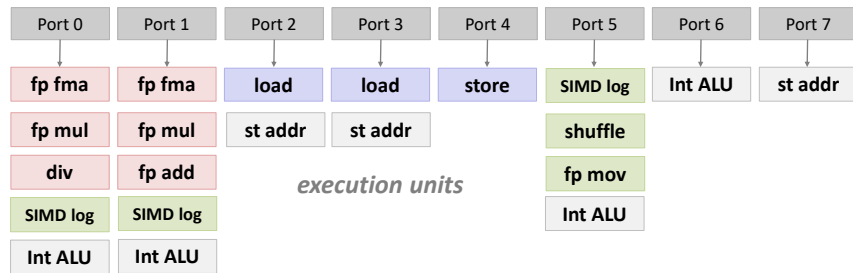 Port 0 Port 1 Port 2 Port 3 Port 4 Port 5 Port 6 Port 7
fp fma fp fma load load store SIMD log Int ALU st addr
fp mul fp mul st addr st addr shuffle
div fp add execution units fp mov
SIMD log SIMD log Int ALU
Int ALU Int ALU